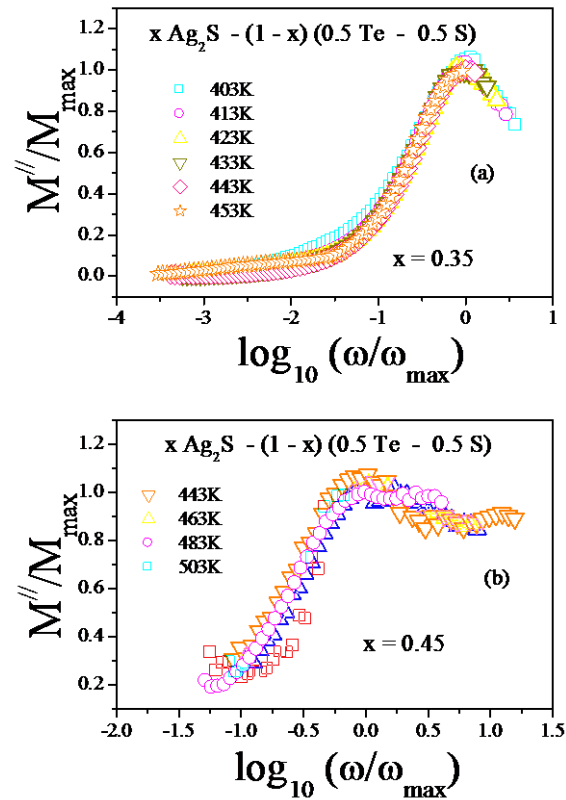 x Ag₂S - (1 - x) (0.5 Te - 0.5 S)
1.2
1.0
0.8
0.6
0.4
0.2
0.0
M′′/Mmax
403K
413K
423K
433K
443K
453K
(a)
x = 0.35
-4 -3 -2 -1 0 1
log₁₀ (ω/ωmax)
x Ag₂S - (1 - x) (0.5 Te - 0.5 S)
1.2
1.0
0.8
0.6
0.4
0.2
M′′/Mmax
443K
463K
483K
503K
(b)
x = 0.45
-2.0 -1.5 -1.0 -0.5 0.0 0.5 1.0 1.5
log₁₀ (ω/ωmax)